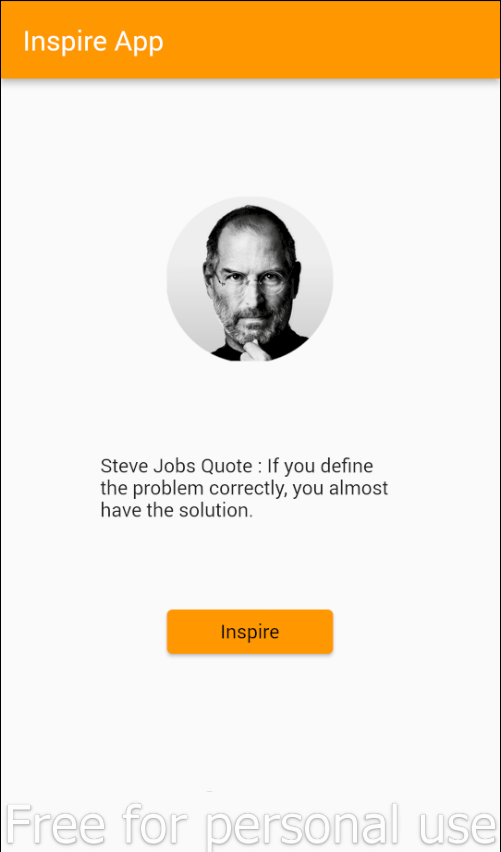 Inspire App
Steve Jobs Quote : If you define
the problem correctly, you almost
have the solution.
Inspire
Free for personal use